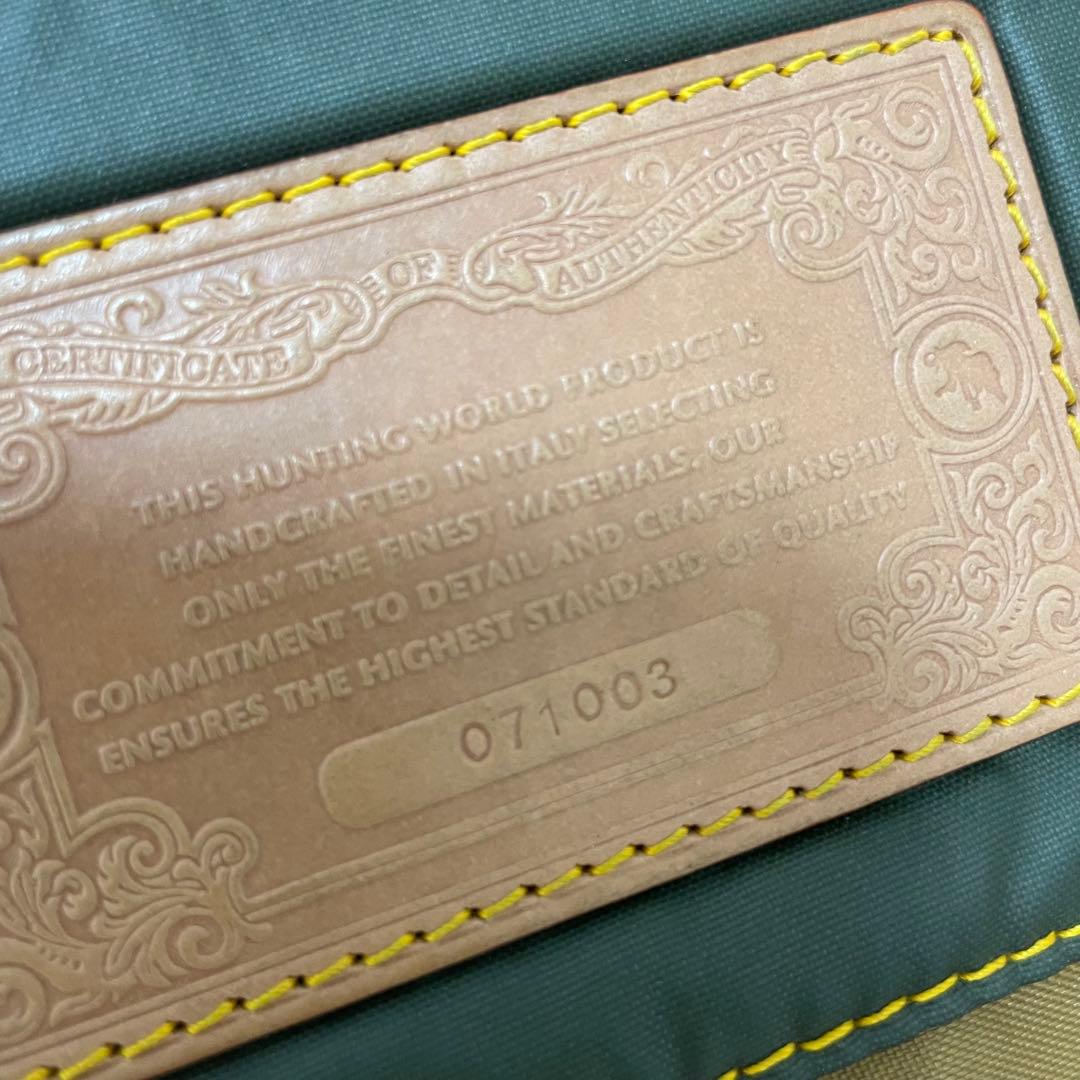 CERTIFICATE OF AUTHENTICITY
THIS HUNTING WORLD PRODUCT IS
HANDCRAFTED IN ITALY SELECTING
ONLY THE FINEST MATERIALS. OUR
COMMITMENT TO DETAIL AND CRAFTSMANSHIP
ENSURES THE HIGHEST STANDARD OF QUALITY
071003